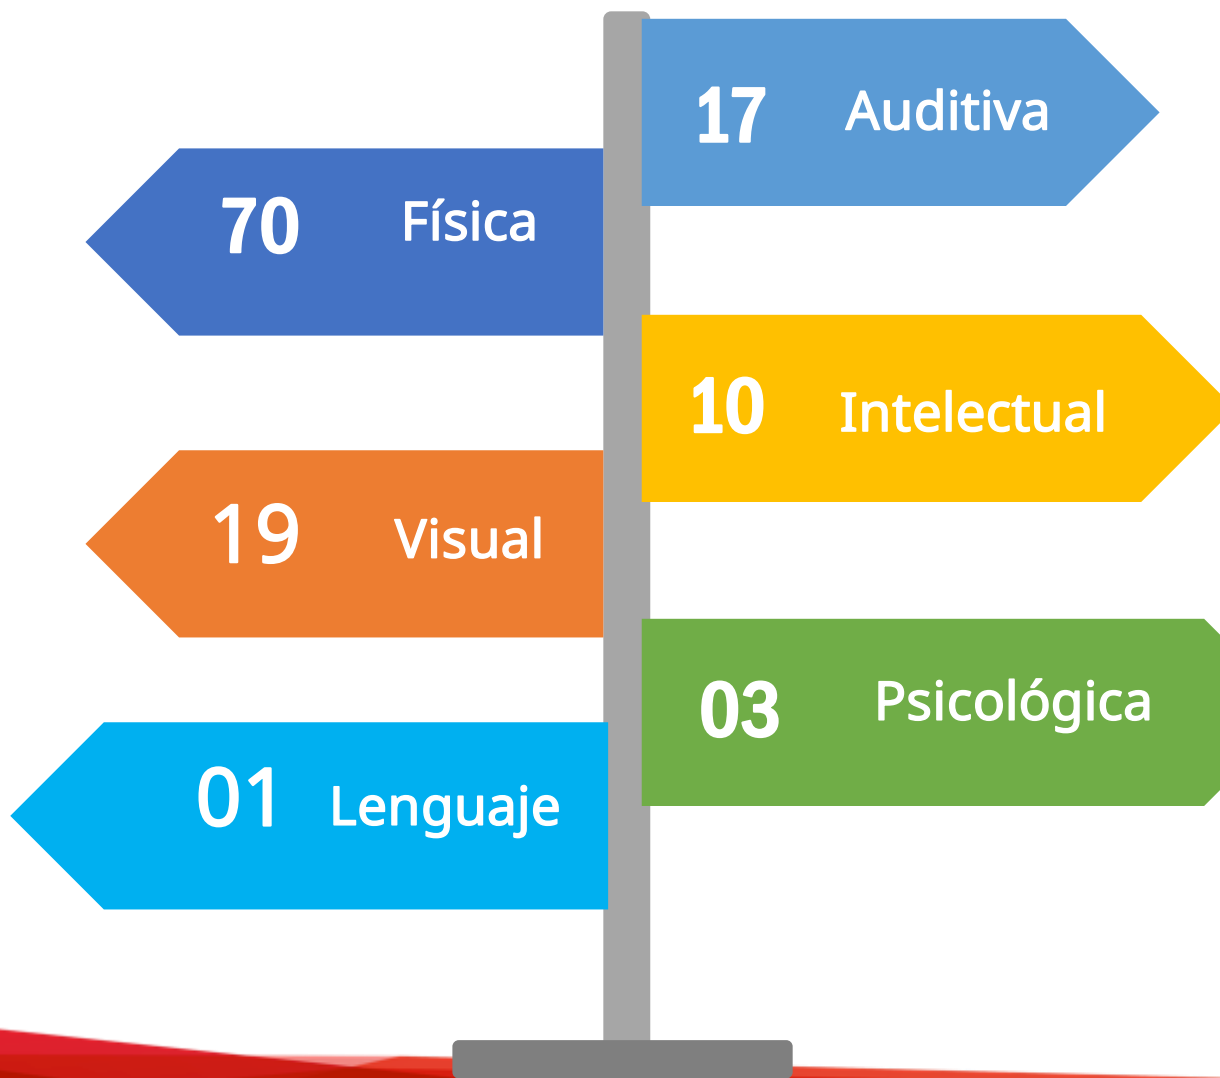 17 Auditiva
70 Física
10 Intelectual
19 Visual
03 Psicológica
01 Lenguaje